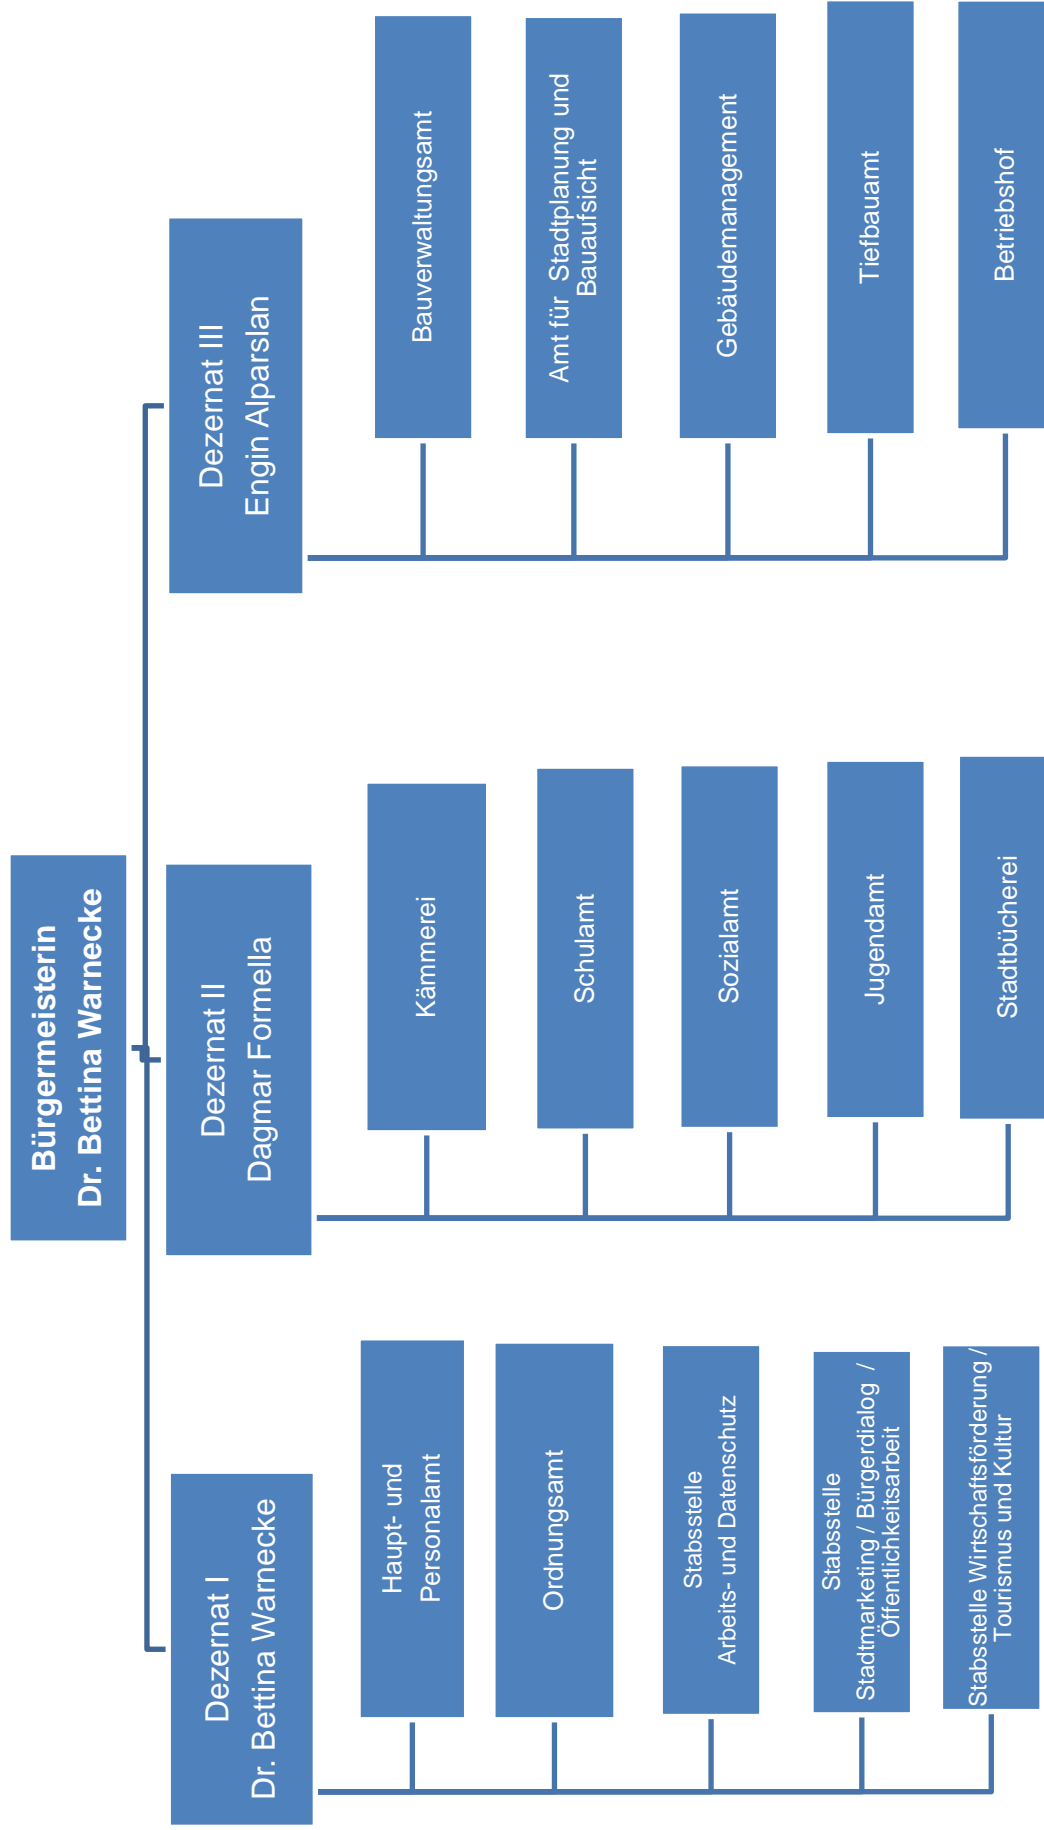 Bürgermeisterin
Dr. Bettina Warnecke
Dezernat I
Dr. Bettina Warnecke
Haupt- und
Personalamt
Ordnungsamt
Stabsstelle
Arbeits- und Datenschutz
Stabsstelle
Stadtmarketing / Bürgerdialog /
Öffentlichkeitsarbeit
Stabsstelle Wirtschaftsförderung /
Tourismus und Kultur
Dezernat II
Dagmar Formella
Kämmerei
Schulamt
Sozialamt
Jugendamt
Stadtbücherei
Dezernat III
Engin Alparslan
Bauverwaltungsamt
Amt für Stadtplanung und
Bauaufsicht
Gebäudemanagement
Tiefbauamt
Betriebshof